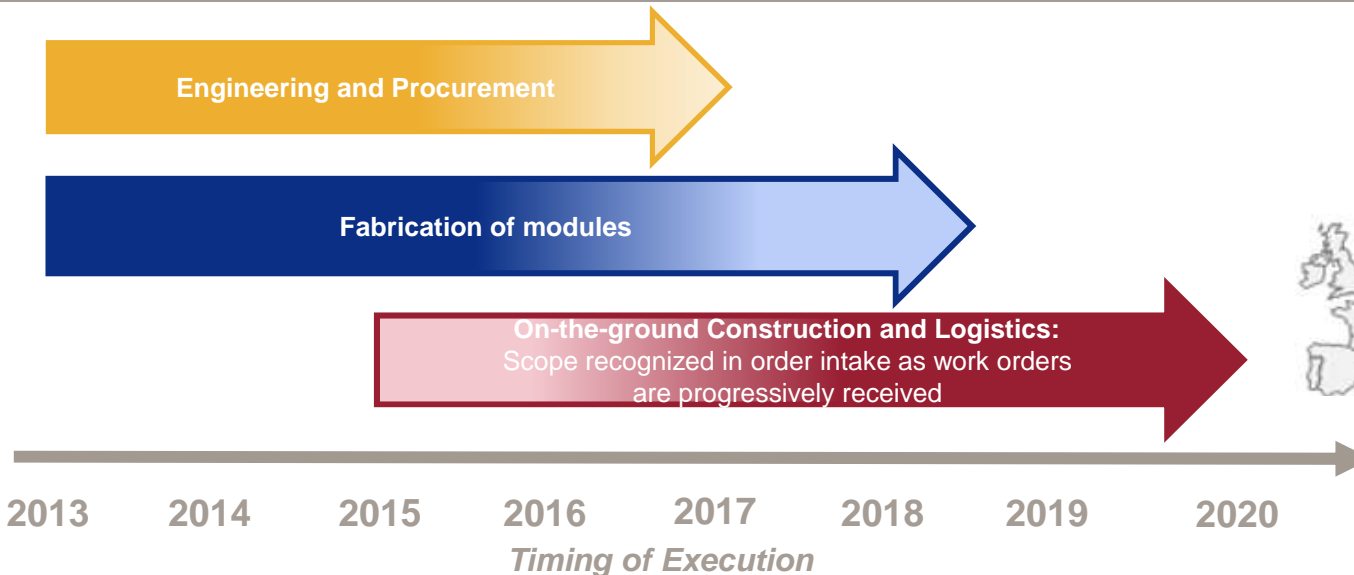 Engineering and Procurement
Fabrication of modules
On-the-ground Construction and Logistics:
Scope recognized in order intake as work orders
are progressively received
2013 2014 2015 2016 2017 2018 2019 2020
Timing of Execution